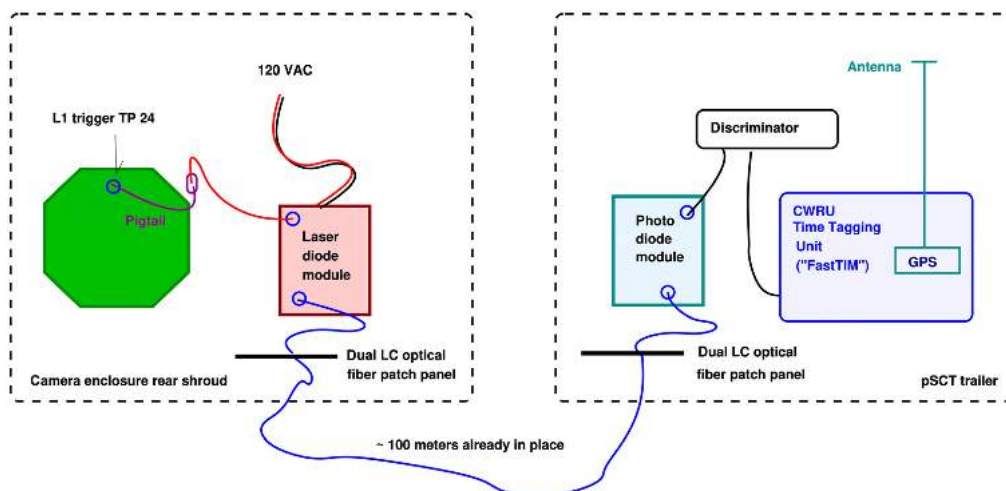 120 VAC
L1 trigger TP 24
Pigtail
Laser
diode
module
Dual LC optical
fiber patch panel
Camera enclosure rear shroud
~ 100 meters already in place
Antenna
Discriminator
Photo
diode
module
CWRU
Time Tagging
Unit
("FastTIM")
GPS
Dual LC optical
fiber patch panel
pSCT trailer